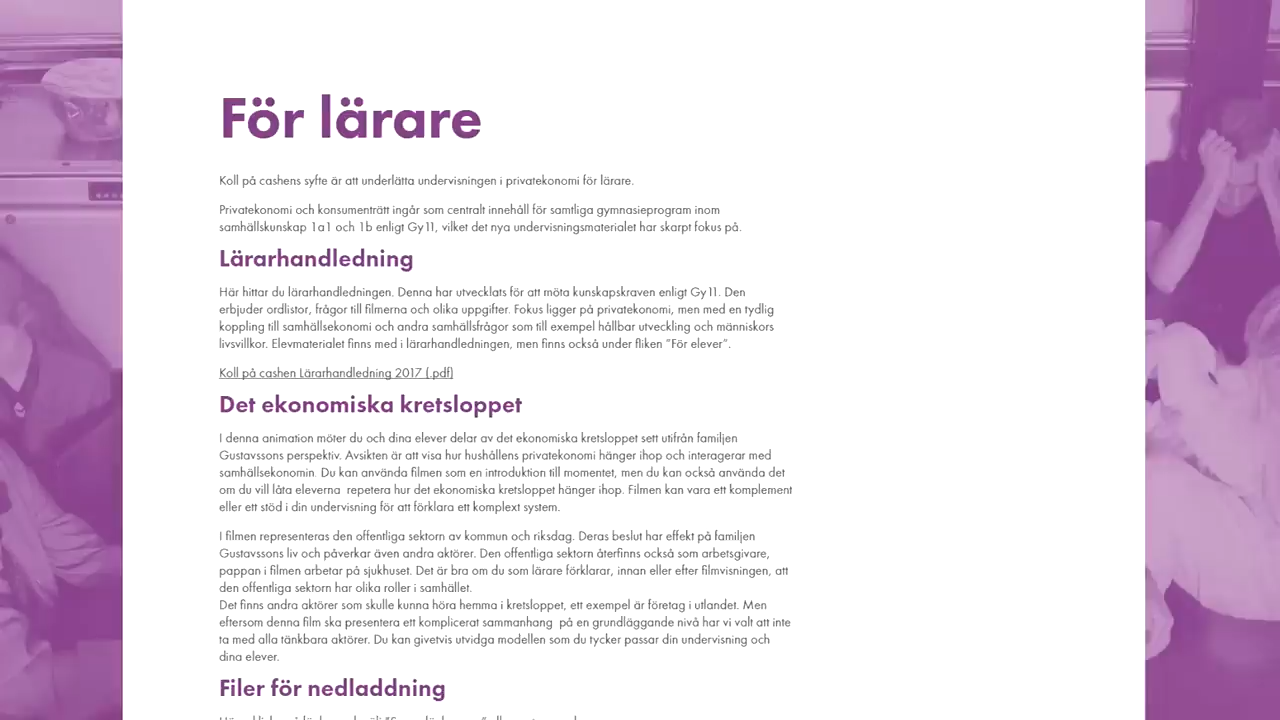 För lärare
Koll på cashens syfte är att underlätta undervisningen i privatekonomi för lärare.
Privatekonomi och konsumenträtt ingår som centralt innehåll för samtliga gymnasieprogram inom
samhällskunskap 1a1 och 1b enligt Gy11, vilket det nya undervisningsmaterialet har skarpt fokus på.
Lärarhandledning
Här hittar du lärarhandledningen. Denna har utvecklats för att möta kunskapskraven enligt Gy11. Den
erbjuder ordlistor, frågor till filmerna och olika uppgifter. Fokus ligger på privatekonomi, men med en tydlig
koppling till samhällsekonomi och andra samhällsfrågor som till exempel hållbar utveckling och människors
livsvillkor. Elevmaterialet finns med i lärarhandledningen, men finns också under fliken "För elever".
Koll på cashen Lärarhandledning 2017 (.pdf)
Det ekonomiska kretsloppet
I denna animation möter du och dina elever delar av det ekonomiska kretsloppet sett utifrån familjen
Gustavssons perspektiv. Avsikten är att visa hur hushållens privatekonomi hänger ihop och interagerar med
samhällsekonomin. Du kan använda filmen som en introduktion till momentet, men du kan också använda det
om du vill låta eleverna  repetera hur det ekonomiska kretsloppet hänger ihop. Filmen kan vara ett komplement
eller ett stöd i din undervisning för att förklara ett komplext system.
I filmen representeras den offentliga sektorn av kommun och riksdag. Deras beslut har effekt på familjen
Gustavssons liv och påverkar även andra aktörer. Den offentliga sektorn återfinns också som arbetsgivare,
pappan i filmen arbetar på sjukhuset. Det är bra om du som lärare förklarar, innan eller efter filmvisningen, att
den offentliga sektorn har olika roller i samhället.
Det finns andra aktörer som skulle kunna höra hemma i kretsloppet, ett exempel är företag i utlandet. Men
eftersom denna film ska presentera ett komplicerat sammanhang  på en grundläggande nivå har vi valt att inte
ta med alla tänkbara aktörer. Du kan givetvis utvidga modellen som du tycker passar din undervisning och
dina elever.
Filer för nedladdning